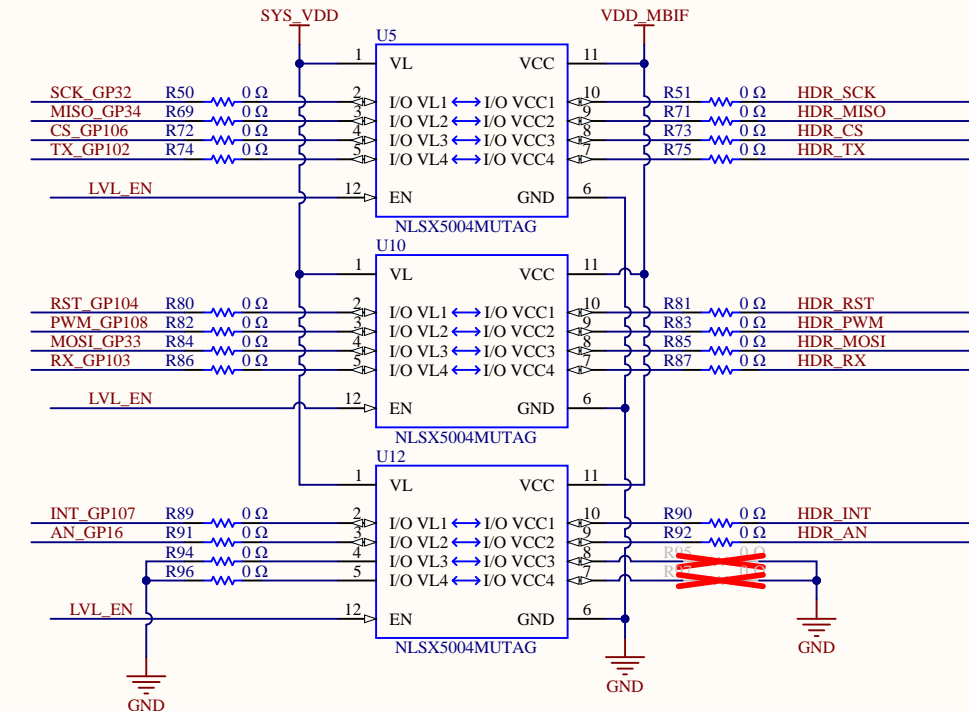 SYS_VDD VDD_MBIF
U5
1 VL VCC 11
SCK_GP32 R50 0 Ω 2 I/O VL1 I/O VCC1 10 R51 0 Ω HDR_SCK
MISO_GP34 R69 0 Ω 3 I/O VL2 I/O VCC2 9 R71 0 Ω HDR_MISO
CS_GP106 R72 0 Ω 4 I/O VL3 I/O VCC3 8 R73 0 Ω HDR_CS
TX_GP102 R74 0 Ω 5 I/O VL4 I/O VCC4 7 R75 0 Ω HDR_TX
LVL_EN 12 EN GND 6
NLSX5004MUTAG
U10
1 VL VCC 11
RST_GP104 R80 0 Ω 2 I/O VL1 I/O VCC1 10 R81 0 Ω HDR_RST
PWM_GP108 R82 0 Ω 3 I/O VL2 I/O VCC2 9 R83 0 Ω HDR_PWM
MOSI_GP33 R84 0 Ω 4 I/O VL3 I/O VCC3 8 R85 0 Ω HDR_MOSI
RX_GP103 R86 0 Ω 5 I/O VL4 I/O VCC4 7 R87 0 Ω HDR_RX
LVL_EN 12 EN GND 6
NLSX5004MUTAG
U12
1 VL VCC 11
INT_GP107 R89 0 Ω 2 I/O VL1 I/O VCC1 10 R90 0 Ω HDR_INT
AN_GP16 R91 0 Ω 3 I/O VL2 I/O VCC2 9 R92 0 Ω HDR_AN
R94 0 Ω 4 I/O VL3 I/O VCC3 8 R95 0 Ω
R96 0 Ω 5 I/O VL4 I/O VCC4 7
LVL_EN 12 EN GND 6
NLSX5004MUTAG
GND
GND
GND